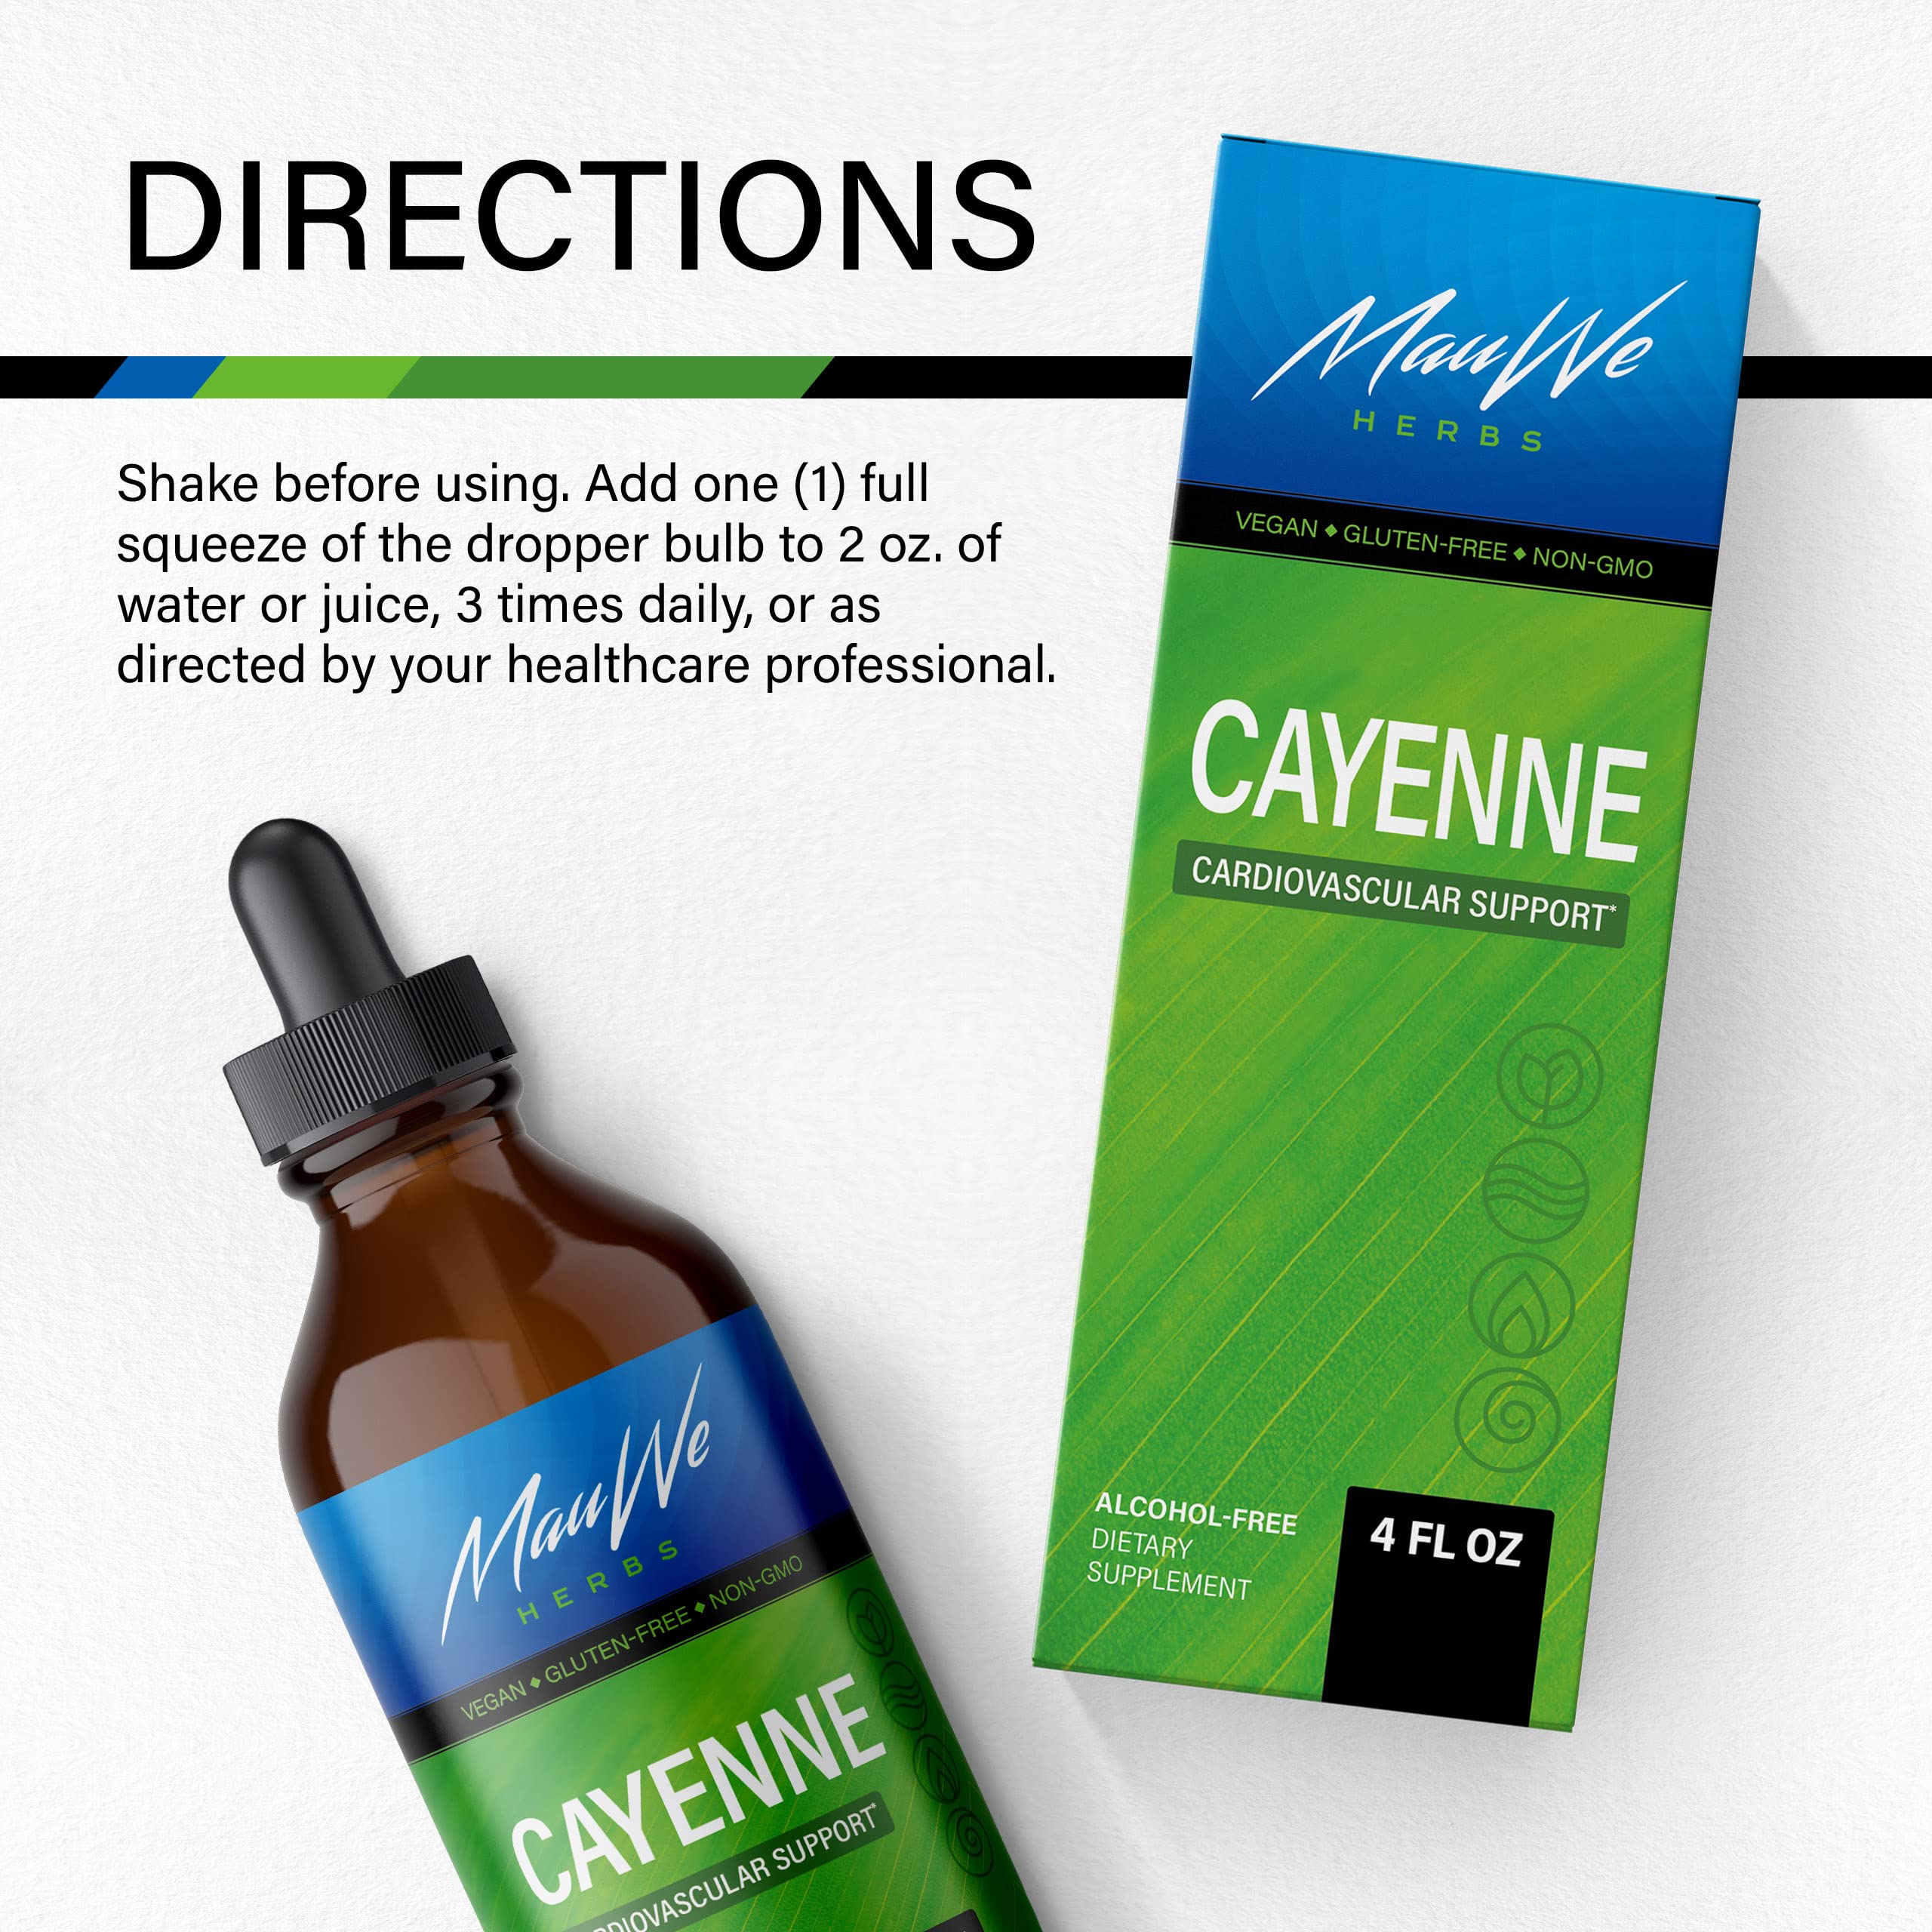 DIRECTIONS
Shake before using. Add one (1) full
squeeze of the dropper bulb to 2 oz. of
water or juice, 3 times daily, or as
directed by your healthcare professional.
MauWe
HERBS
VEGAN ◆ GLUTEN-FREE ◆ NON-GMO
CAYENNE
CARDIOVASCULAR SUPPORT*
ALCOHOL-FREE
DIETARY
SUPPLEMENT
4 FL OZ
MauWe
HERBS
VEGAN ◆ GLUTEN-FREE ◆ NON-GMO
CAYENNE
RDIOVASCULAR SUPPORT*